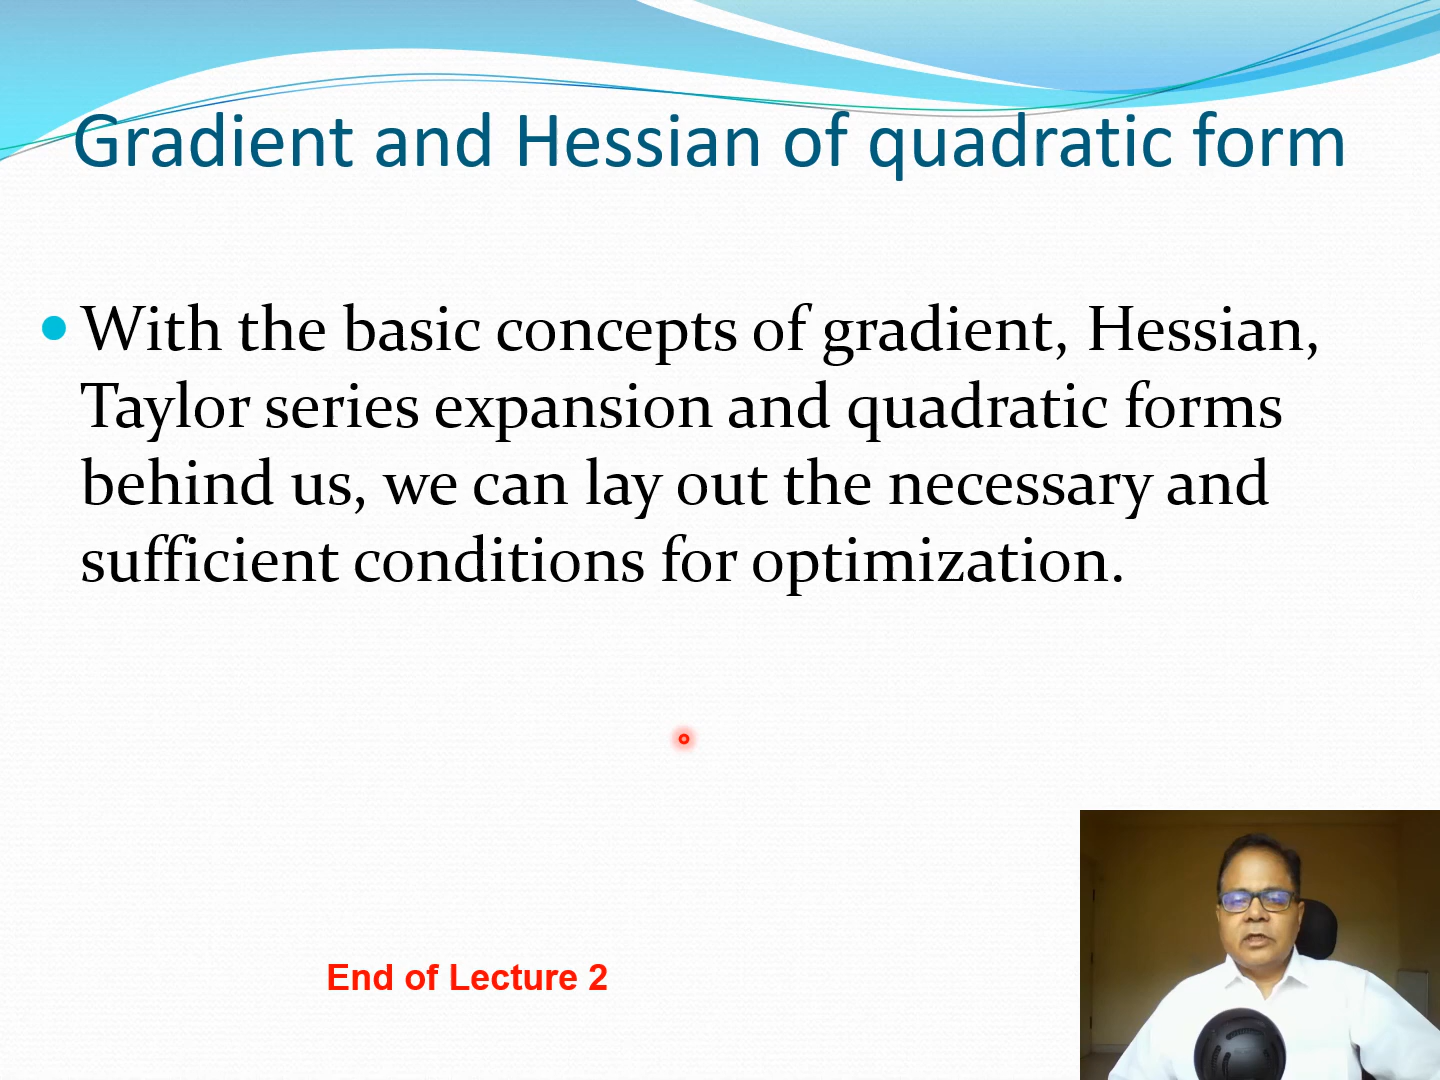 Gradient and Hessian of quadratic form
• With the basic concepts of gradient, Hessian,
Taylor series expansion and quadratic forms
behind us, we can lay out the necessary and
sufficient conditions for optimization.
End of Lecture 2